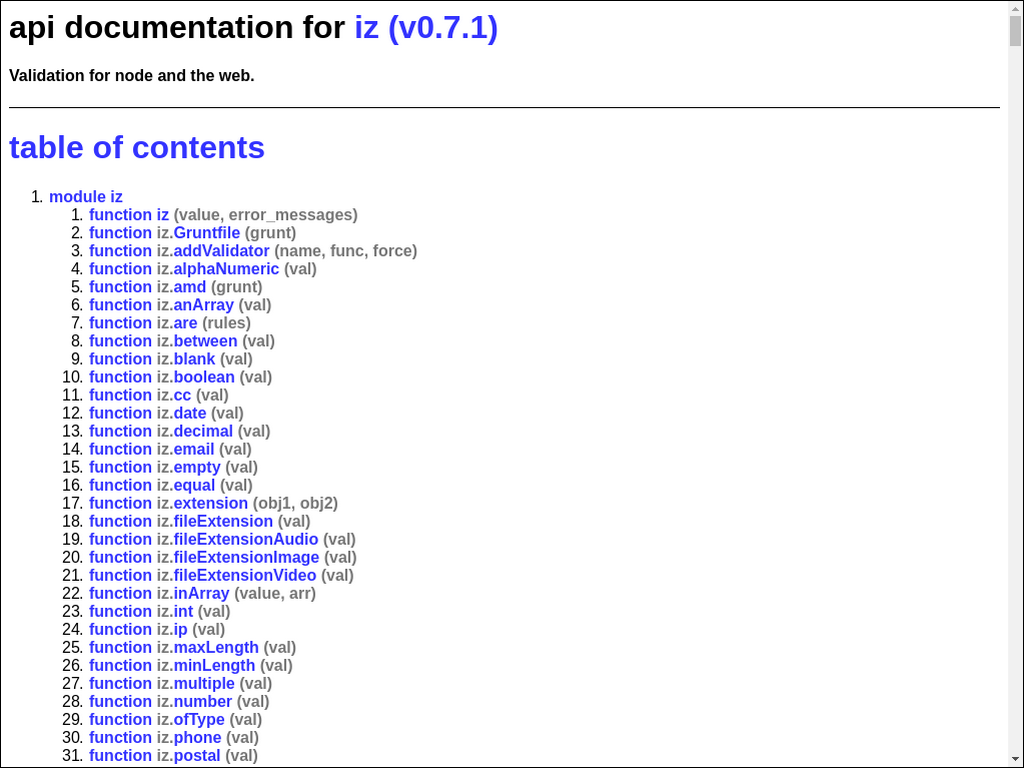 api documentation for iz (v0.7.1)
Validation for node and the web.
table of contents
1. module iz
1. function iz (value, error_messages)
2. function iz.Gruntfile (grunt)
3. function iz.addValidator (name, func, force)
4. function iz.alphaNumeric (val)
5. function iz.amd (grunt)
6. function iz.anArray (val)
7. function iz.are (rules)
8. function iz.between (val)
9. function iz.blank (val)
10. function iz.boolean (val)
11. function iz.cc (val)
12. function iz.date (val)
13. function iz.decimal (val)
14. function iz.email (val)
15. function iz.empty (val)
16. function iz.equal (val)
17. function iz.extension (obj1, obj2)
18. function iz.fileExtension (val)
19. function iz.fileExtensionAudio (val)
20. function iz.fileExtensionImage (val)
21. function iz.fileExtensionVideo (val)
22. function iz.inArray (value, arr)
23. function iz.int (val)
24. function iz.ip (val)
25. function iz.maxLength (val)
26. function iz.minLength (val)
27. function iz.multiple (val)
28. function iz.number (val)
29. function iz.ofType (val)
30. function iz.phone (val)
31. function iz.postal (val)